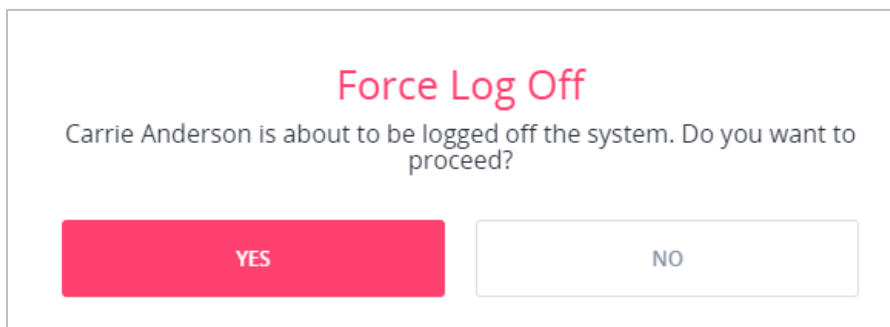 Force Log Off
Carrie Anderson is about to be logged off the system. Do you want to
proceed?
YES
NO